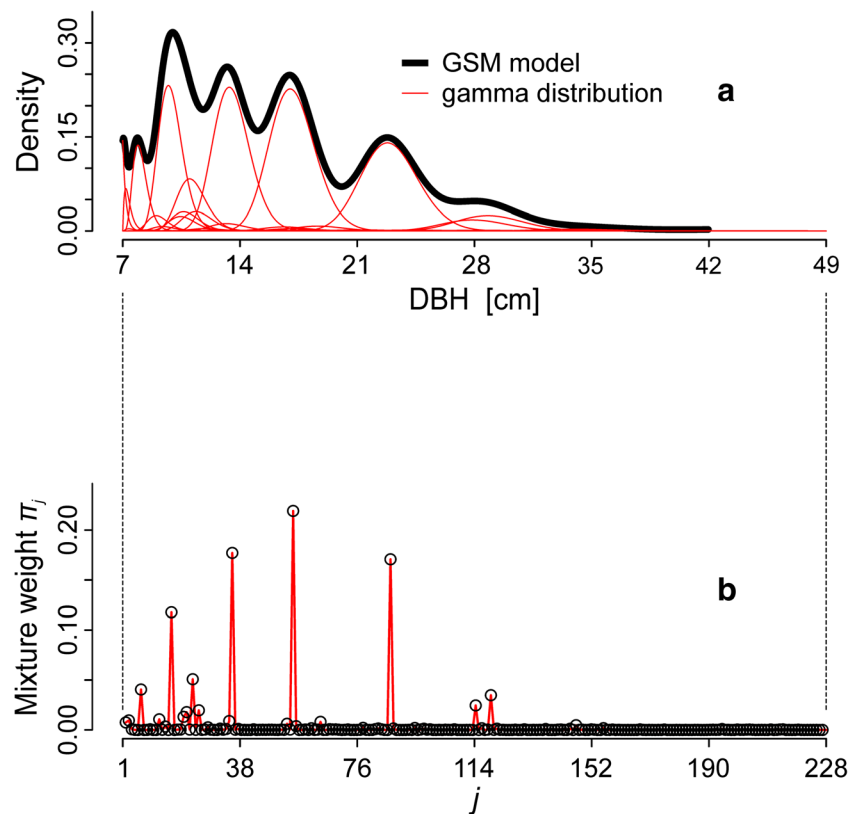 0.30
0.15
0.00
Density
GSM model
gamma distribution
a
7 14 21 28 35 42 49
DBH [cm]
0.20
0.10
0.00
Mixture weight πj
b
1 38 76 114 152 190 228
j